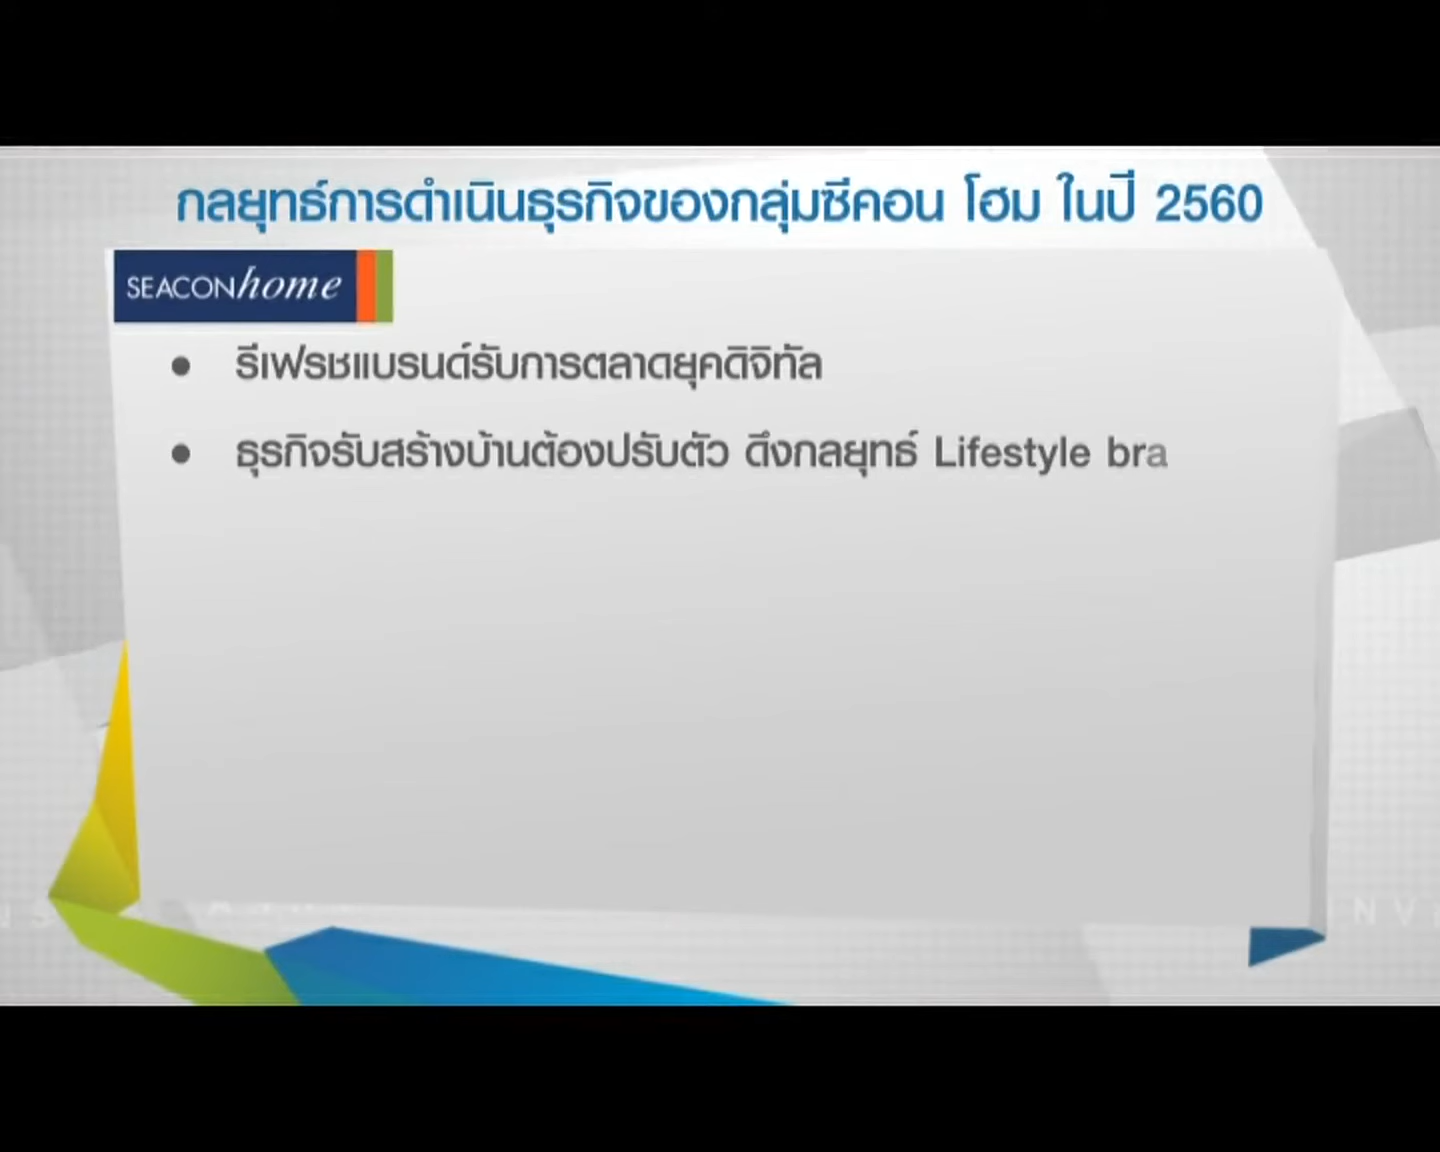 กลยุทธ์การดำเนินธุรกิจของกลุ่มซีคอน โฮม ในปี 2560
SEACONhome
• รีเฟรชแบรนด์รับการตลาดยุคดิจิทัล
• ธุรกิจรับสร้างบ้านต้องปรับตัว ดึงกลยุทธ์ Lifestyle bra